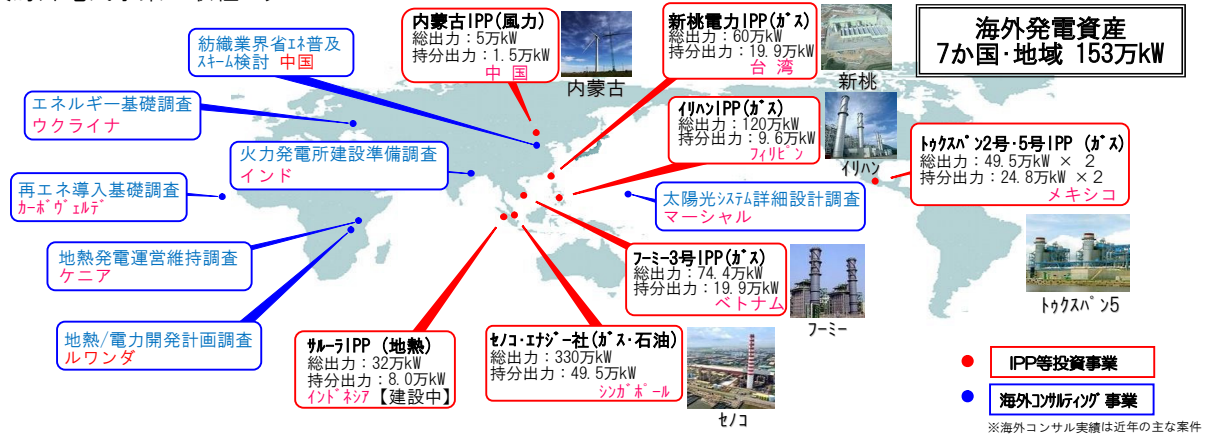 内蒙古IPP(風力)
総出力：5万kW
持分出力：1.5万kW
中 国
内蒙古
新桃電力IPP(ｶﾞｽ)
総出力：60万kW
持分出力：19.9万kW
台 湾
新桃
海外発電資産
7か国・地域 153万kW
紡織業界省ｴﾈ普及
ｽｷｰﾑ検討 中国
エネルギー基礎調査
ウクライナ
火力発電所建設準備調査
インド
ｲﾘﾊﾝIPP(ｶﾞｽ)
総出力：120万kW
持分出力：9.6万kW
フィリピン
ｲﾘﾊﾝ
ﾄｩｸｽﾊﾟﾝ2号・5号IPP (ｶﾞｽ)
総出力：49.5万kW × 2
持分出力：24.8万kW ×2
メキシコ
再エネ導入基礎調査
ｶｰﾎﾞｳﾞｪﾙﾃﾞ
太陽光ｼｽﾃﾑ詳細設計調査
マーシャル
地熱発電運営維持調査
ケニア
ﾌｰﾐｰ3号IPP(ｶﾞｽ)
総出力：74.4万kW
持分出力：19.9万kW
ベトナム
ﾌｰﾐｰ
ﾄｩｸｽﾊﾟﾝ5
地熱/電力開発計画調査
ルワンダ
ｻﾙｰﾗIPP (地熱)
総出力：32万kW
持分出力：8.0万kW
ｲﾝﾄﾞﾈｼｱ【建設中】
ｾﾉｺ･ｴﾅｼﾞｰ社(ｶﾞｽ・石油)
総出力：330万kW
持分出力：49.5万kW
ｼﾝｶﾞﾎﾟｰﾙ
ｾﾉｺ
IPP等投資事業
海外ｺﾝｻﾙﾃｨﾝｸﾞ事業
※海外コンサル実績は近年の主な案件